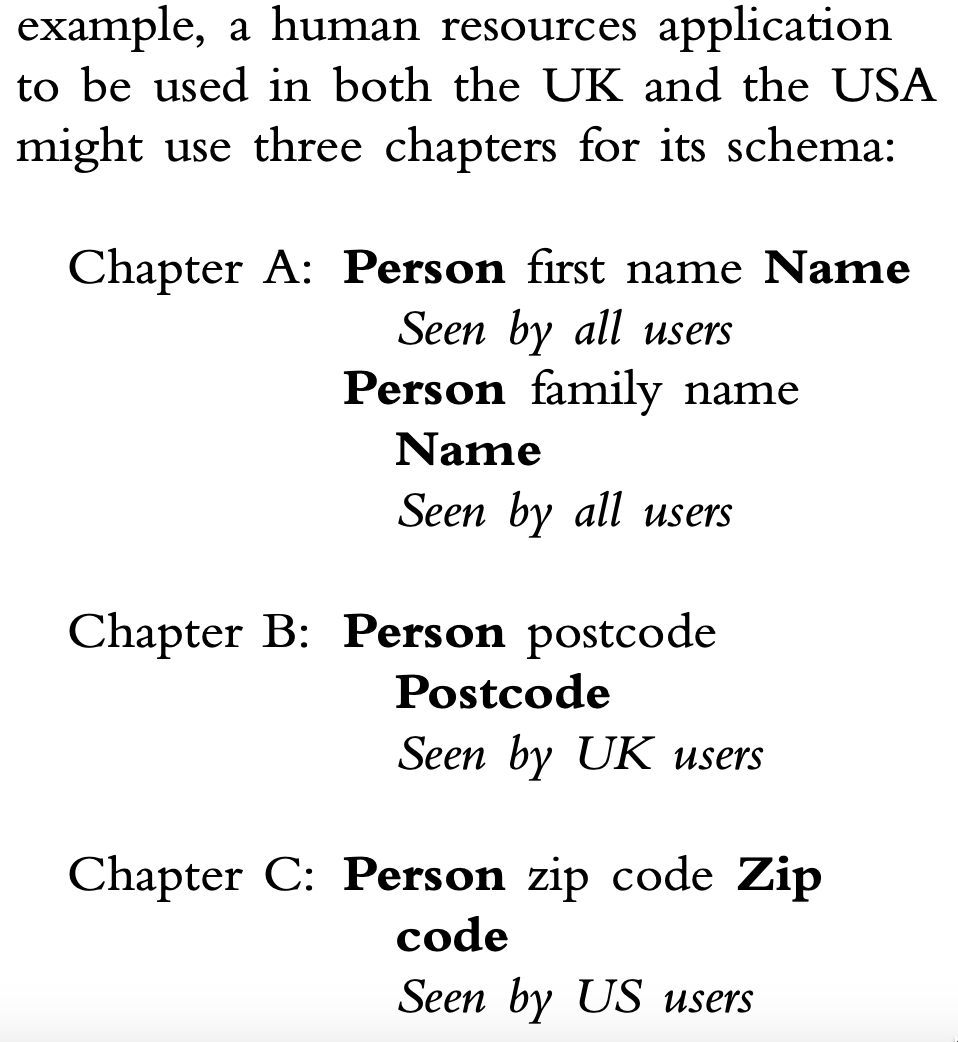 example, a human resources application
to be used in both the UK and the USA
might use three chapters for its schema:
Chapter A: Person first name Name
Seen by all users
Person family name
Name
Seen by all users
Chapter B: Person postcode
Postcode
Seen by UK users
Chapter C: Person zip code Zip
code
Seen by US users